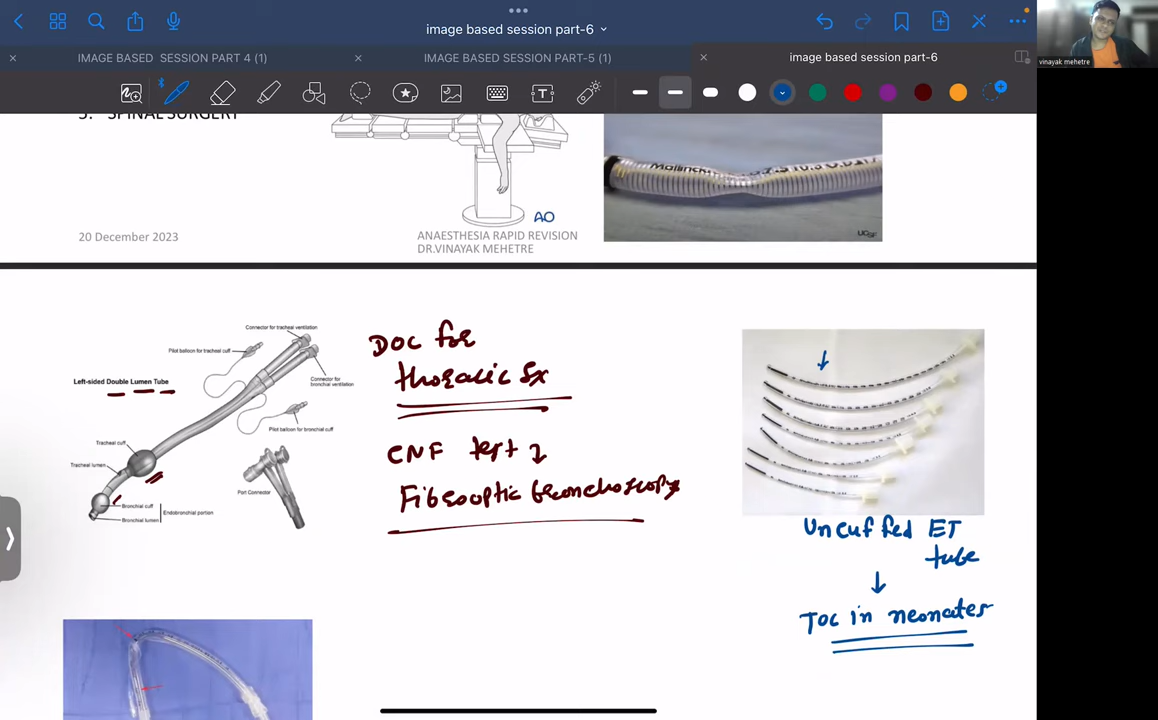 image based session part-6
IMAGE BASED SESSION PART 4 (1)
IMAGE BASED SESSION PART-5 (1)
image based session part-6
vinayak mehetre
SPINAL SURGERY
20 December 2023
AO
ANAESTHESIA RAPID REVISION
DR.VINAYAK MEHETRE
Mallinck
UCSF
Left-sided Double Lumen Tube
Connector for tracheal ventilation
Pilot balloon for tracheal cuff
Connector for
bronchial ventilation
Pilot balloon for bronchial cuff
Tracheal cuff
Tracheal lumen
Port Connector
Bronchial cuff
Endobronchial portion
Bronchial lumen
DOC for
thoracic Sx
CNF test
Fibreoptic bronchoscopy
Uncuffed ET
tube
TOC in neonates